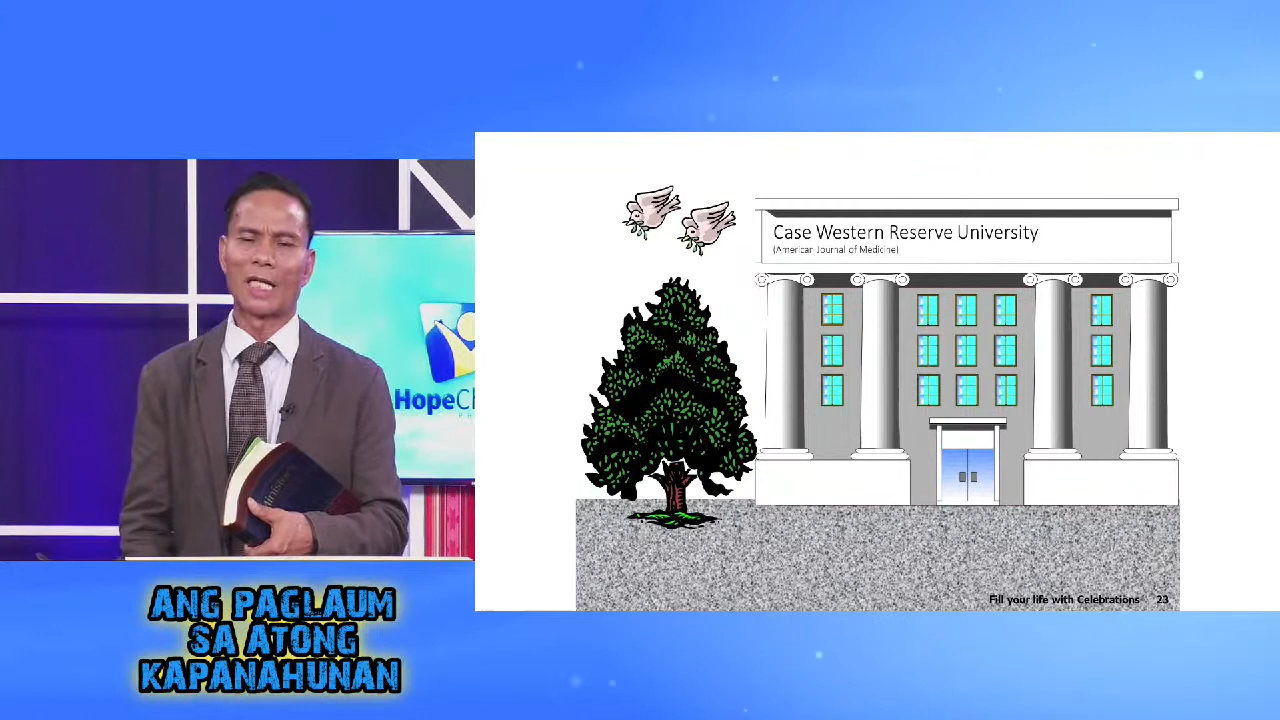 Case Western Reserve University
(American Journal of Medicine)
Hope
Fill your life with Celebrations 23
ANG PAGLAUM
SA ATONG
KAPANAHUNAN